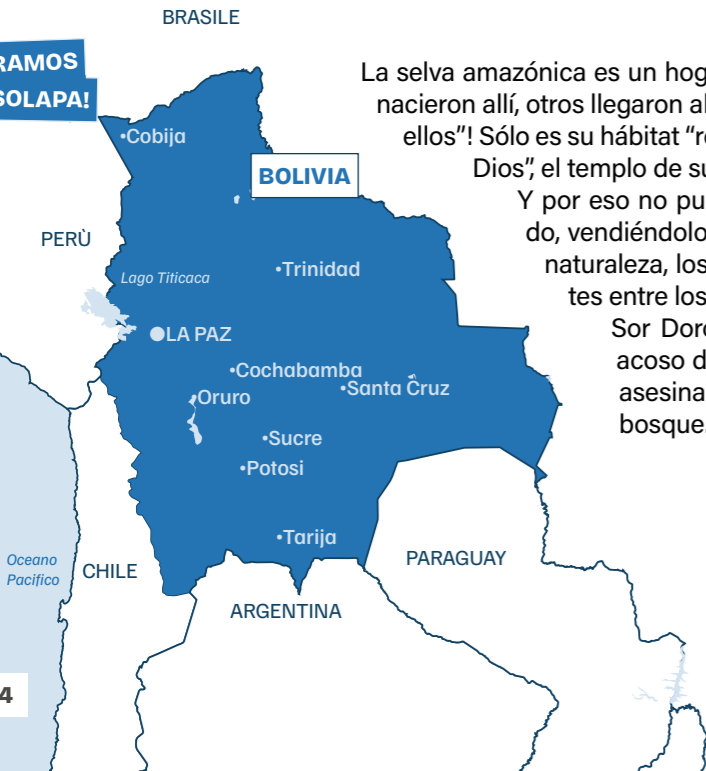 BRASILE
RAMOS
SOLAPA!
La selva amazónica es un hog
nacieron allí, otros llegaron al
ellos”! Sólo es su hábitat “re
Dios”, el templo de su
Y por eso no pu
do, vendiéndolo
naturaleza, los
tes entre los
Sor Doro
acoso d
asesina
bosque.
•Cobija
BOLIVIA
PERÙ
Lago Titicaca
•Trinidad
LA PAZ
•Cochabamba
•Santa Cruz
Oruro
•Sucre
•Potosi
•Tarija
Oceano
Pacifico
CHILE
PARAGUAY
ARGENTINA
4